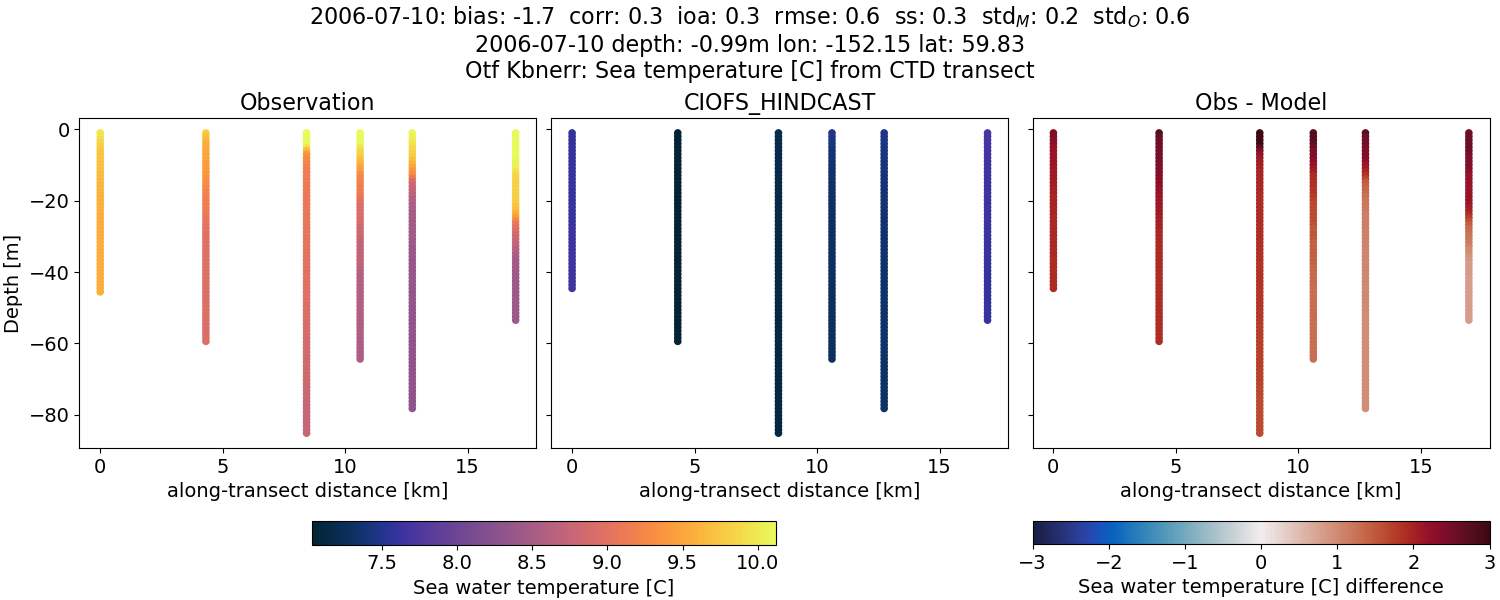 2006-07-10: bias: -1.7 corr: 0.3 ioa: 0.3 rmse: 0.6 ss: 0.3 std_M: 0.2 std_O: 0.6
2006-07-10 depth: -0.99m lon: -152.15 lat: 59.83
Otf Kbnerr: Sea temperature [C] from CTD transect
Observation
CIOFS_HINDCAST
Obs - Model
0
−20
−40
−60
−80
Depth [m]
0 5 10 15
0 5 10 15
0 5 10 15
along-transect distance [km]
along-transect distance [km]
along-transect distance [km]
7.5 8.0 8.5 9.0 9.5 10.0
Sea water temperature [C]
−3 −2 −1 0 1 2 3
Sea water temperature [C] difference